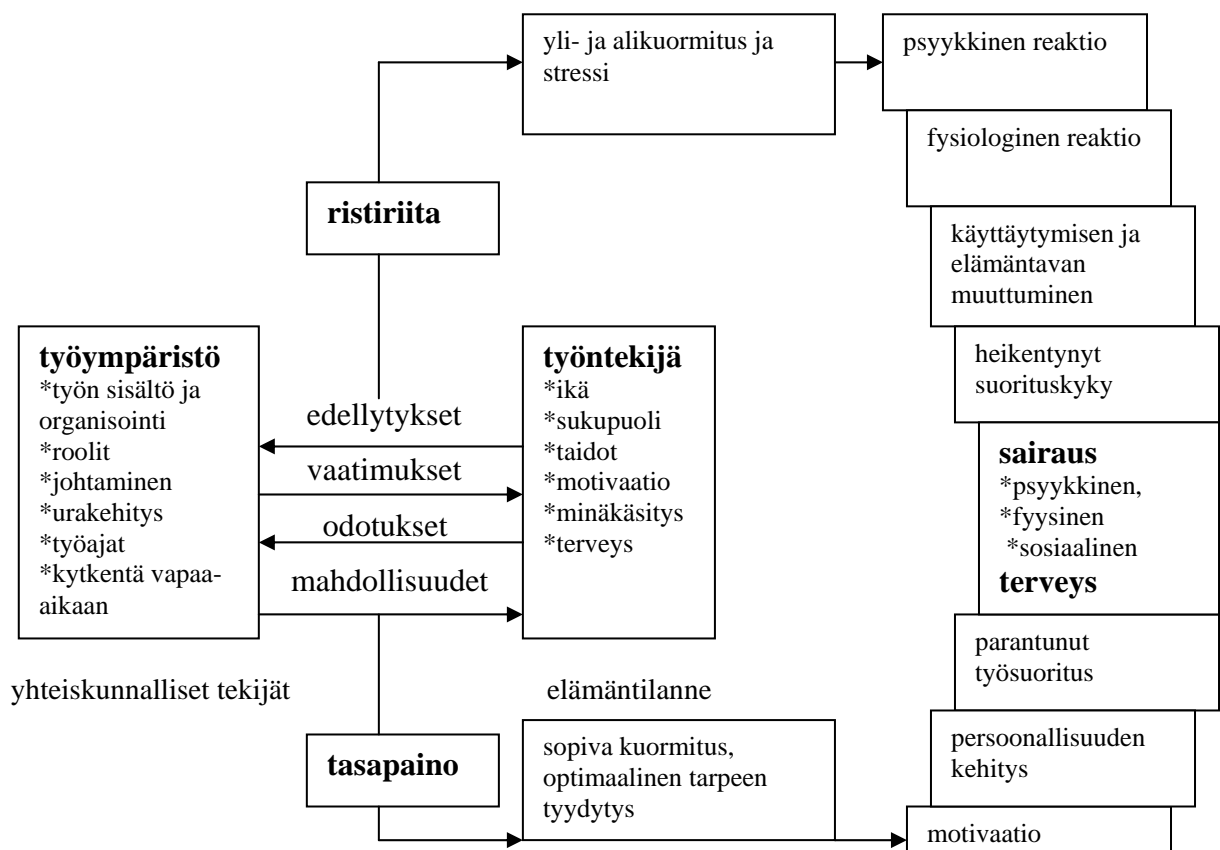 yli- ja alikuormitus ja
stressi
psyykkinen reaktio
fysiologinen reaktio
ristiriita
käyttäytymisen ja
elämäntavan
muuttuminen
heikentynyt
suorituskyky
työympäristö
*työn sisältö ja
organisointi
*roolit
*johtaminen
*urakehitys
*työajat
*kytkentä vapaa-
aikaan
edellytykset
vaatimukset
odotukset
mahdollisuudet
työntekijä
*ikä
*sukupuoli
*taidot
*motivaatio
*minäkäsitys
*terveys
sairaus
*psyykkinen,
*fyysinen
*sosiaalinen
terveys
parantunut
työsuoritus
yhteiskunnalliset tekijät
elämäntilanne
tasapaino
sopiva kuormitus,
optimaalinen tarpeen
tyydytys
persoonallisuuden
kehitys
motivaatio